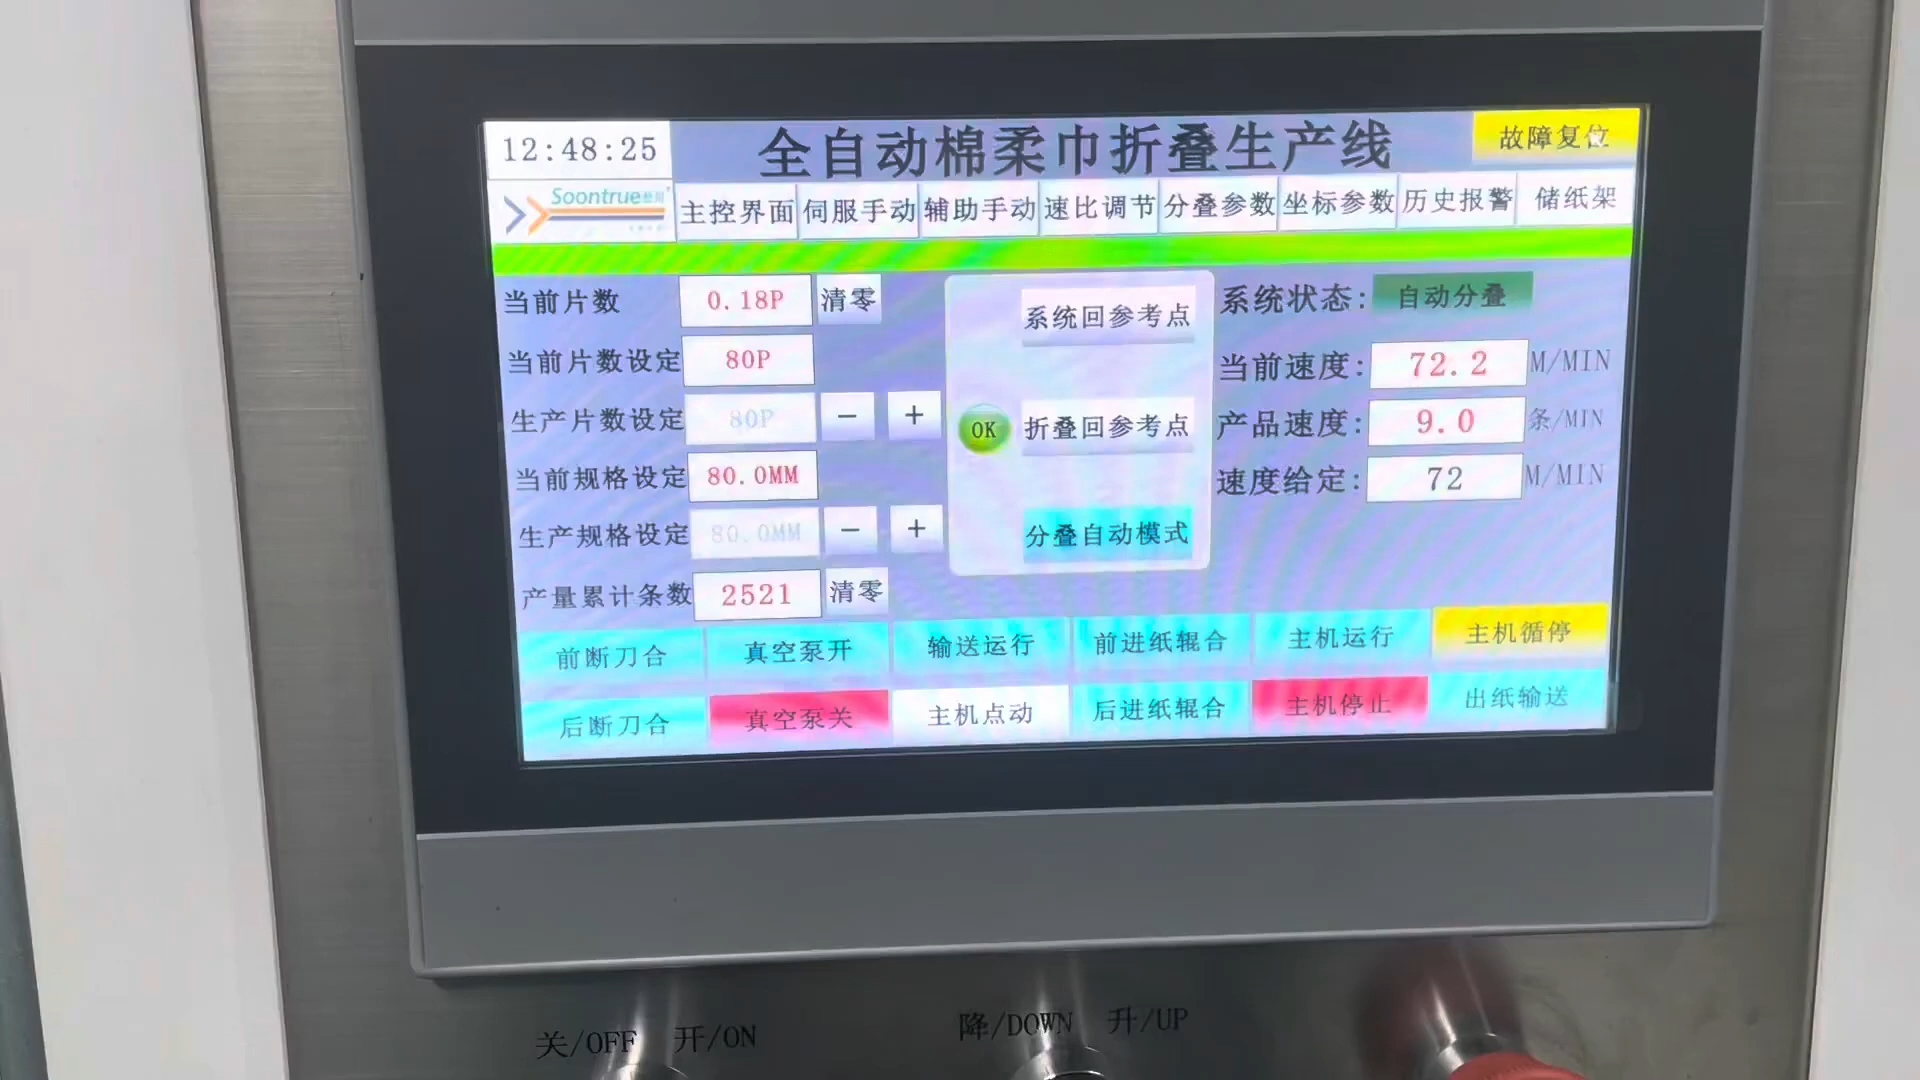 12:48:25
全自动棉柔巾折叠生产线
故障复位
Soontrue
主控界面 伺服手动 辅助手动 速比调节 分叠参数 坐标参数 历史报警 储纸架
当前片数 0.18P 清零
当前片数设定 80P
生产片数设定 80P - +
当前规格设定 80.0MM
生产规格设定 80.0MM - +
产量累计条数 2521 清零
系统回参考点
OK 折叠回参考点
分叠自动模式
系统状态: 自动分叠
当前速度: 72.2 M/MIN
产品速度: 9.0 条/MIN
速度给定: 72 M/MIN
前断刀合 真空泵开 输送运行 前进纸辊合 主机运行 主机循停
后断刀合 真空泵关 主机点动 后进纸辊合 主机停止 出纸输送
关/OFF 开/ON 降/DOWN 升/UP